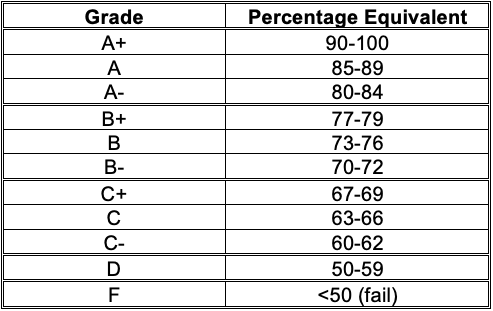 Grade Percentage Equivalent
A+ 90-100
A 85-89
A- 80-84
B+ 77-79
B 73-76
B- 70-72
C+ 67-69
C 63-66
C- 60-62
D 50-59
F <50 (fail)